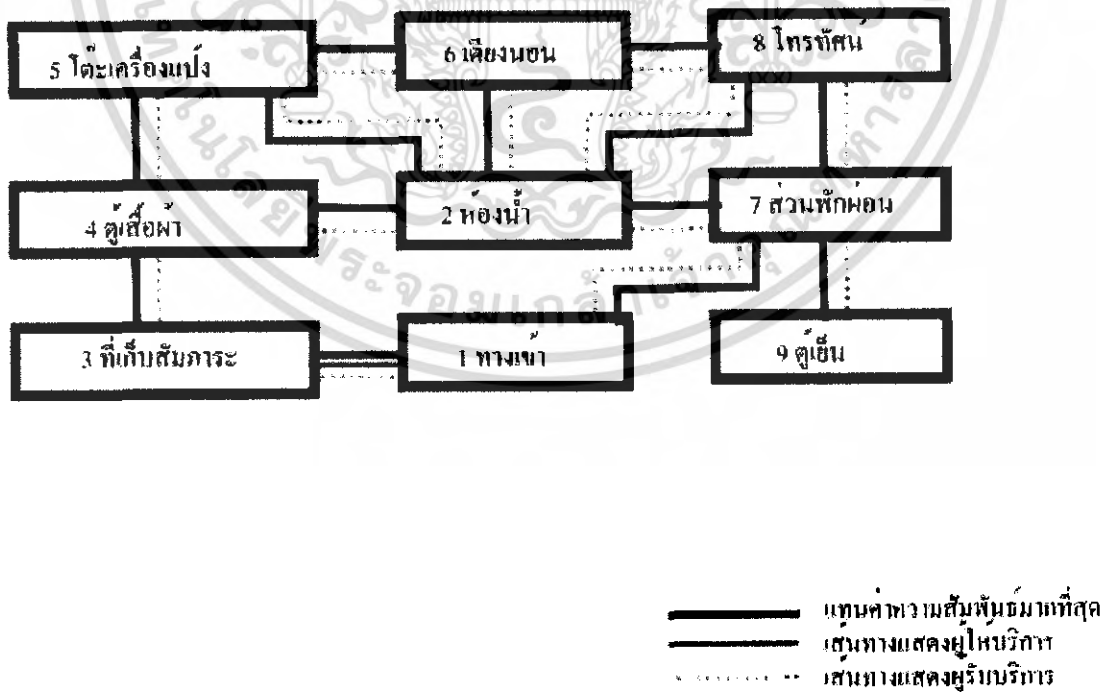 5 โต๊ะเครื่องแป้ง
6 เตียงนอน
8 โทรทัศน์
4 ตู้เสื้อผ้า
2 ห้องน้ำ
7 ส่วนพักผ่อน
3 ที่เก็บสัมภาระ
1 ทางเข้า
9 ตู้เย็น
แทนค่าความสัมพันธ์มากที่สุด
เส้นทางแสดงผู้ให้บริการ
เส้นทางแสดงผู้รับบริการ